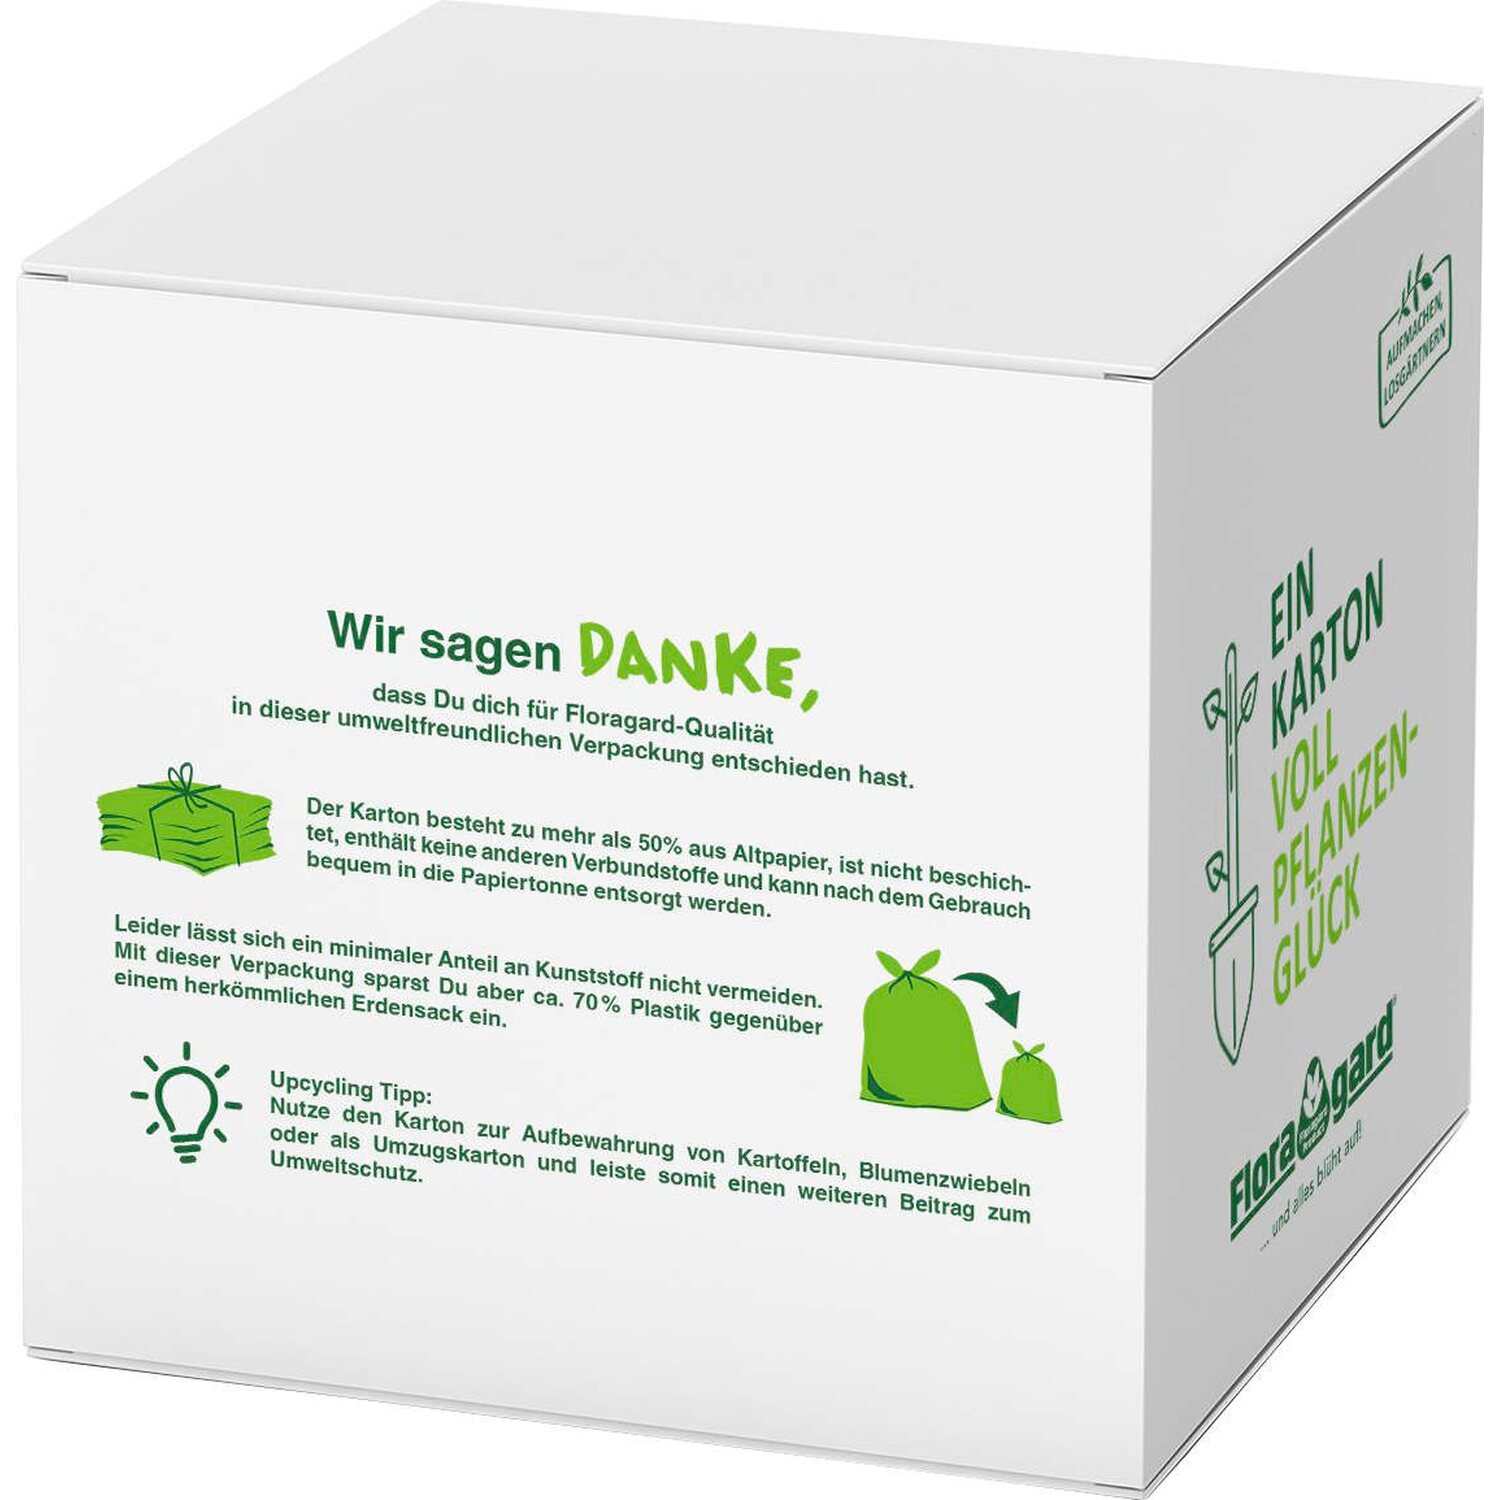 Wir sagen DANKE,
dass Du dich für Floragard-Qualität
in dieser umweltfreundlichen Verpackung entschieden hast.
Der Karton besteht zu mehr als 50% aus Altpapier, ist nicht beschich-
tet, enthält keine anderen Verbundstoffe und kann nach dem Gebrauch
bequem in die Papiertonne entsorgt werden.
Leider lässt sich ein minimaler Anteil an Kunststoff nicht vermeiden.
Mit dieser Verpackung sparst Du aber ca. 70% Plastik gegenüber
einem herkömmlichen Erdensack ein.
Upcycling Tipp:
Nutze den Karton zur Aufbewahrung von Kartoffeln, Blumenzwiebeln
oder als Umzugskarton und leiste somit einen weiteren Beitrag zum
Umweltschutz.
AUFMACHEN,
LOSGÄRTNERN
EIN
KARTON
VOLL
PFLANZEN-
GLÜCK
Floragard®
... und alles blüht auf!